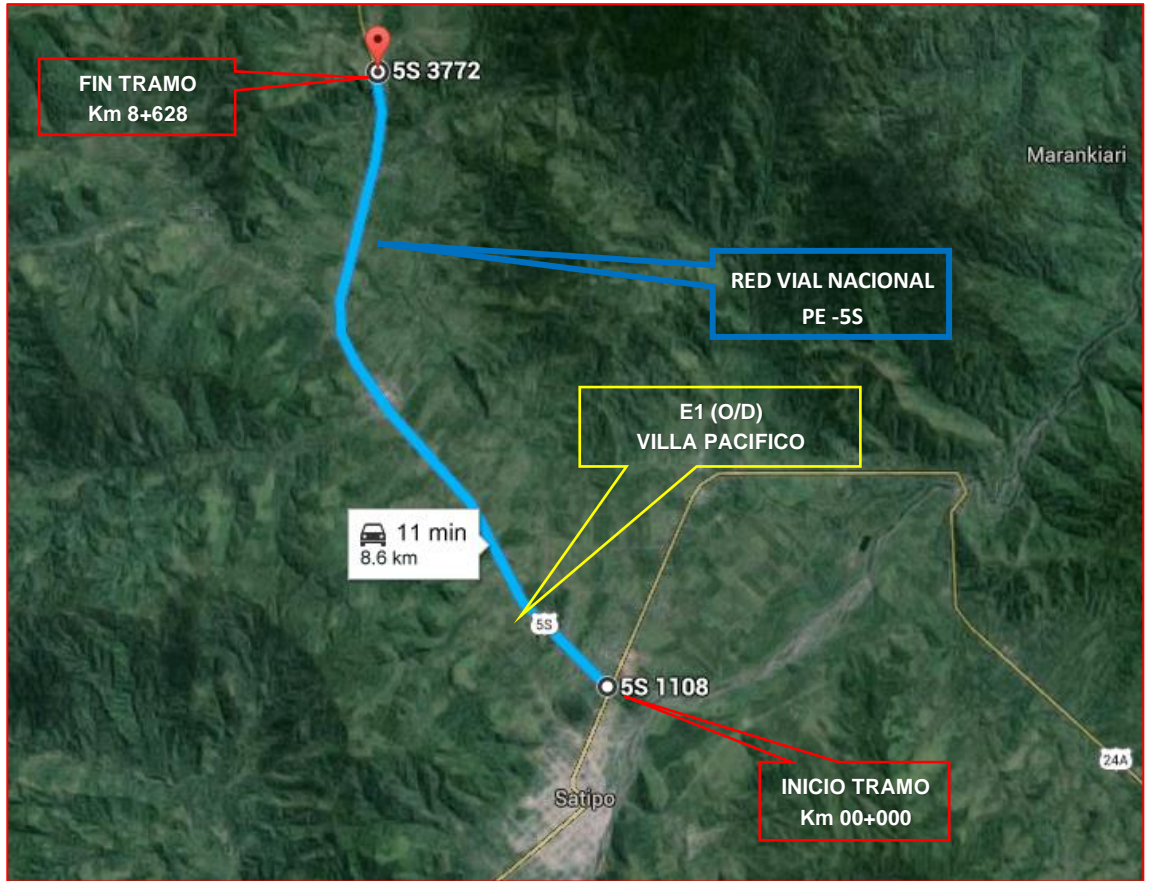 5S 3772
FIN TRAMO
Km 8+628
Marankiari
RED VIAL NACIONAL
PE -5S
E1 (O/D)
VILLA PACIFICO
11 min
8.6 km
5S
5S 1108
24A
INICIO TRAMO
Km 00+000
Satipo